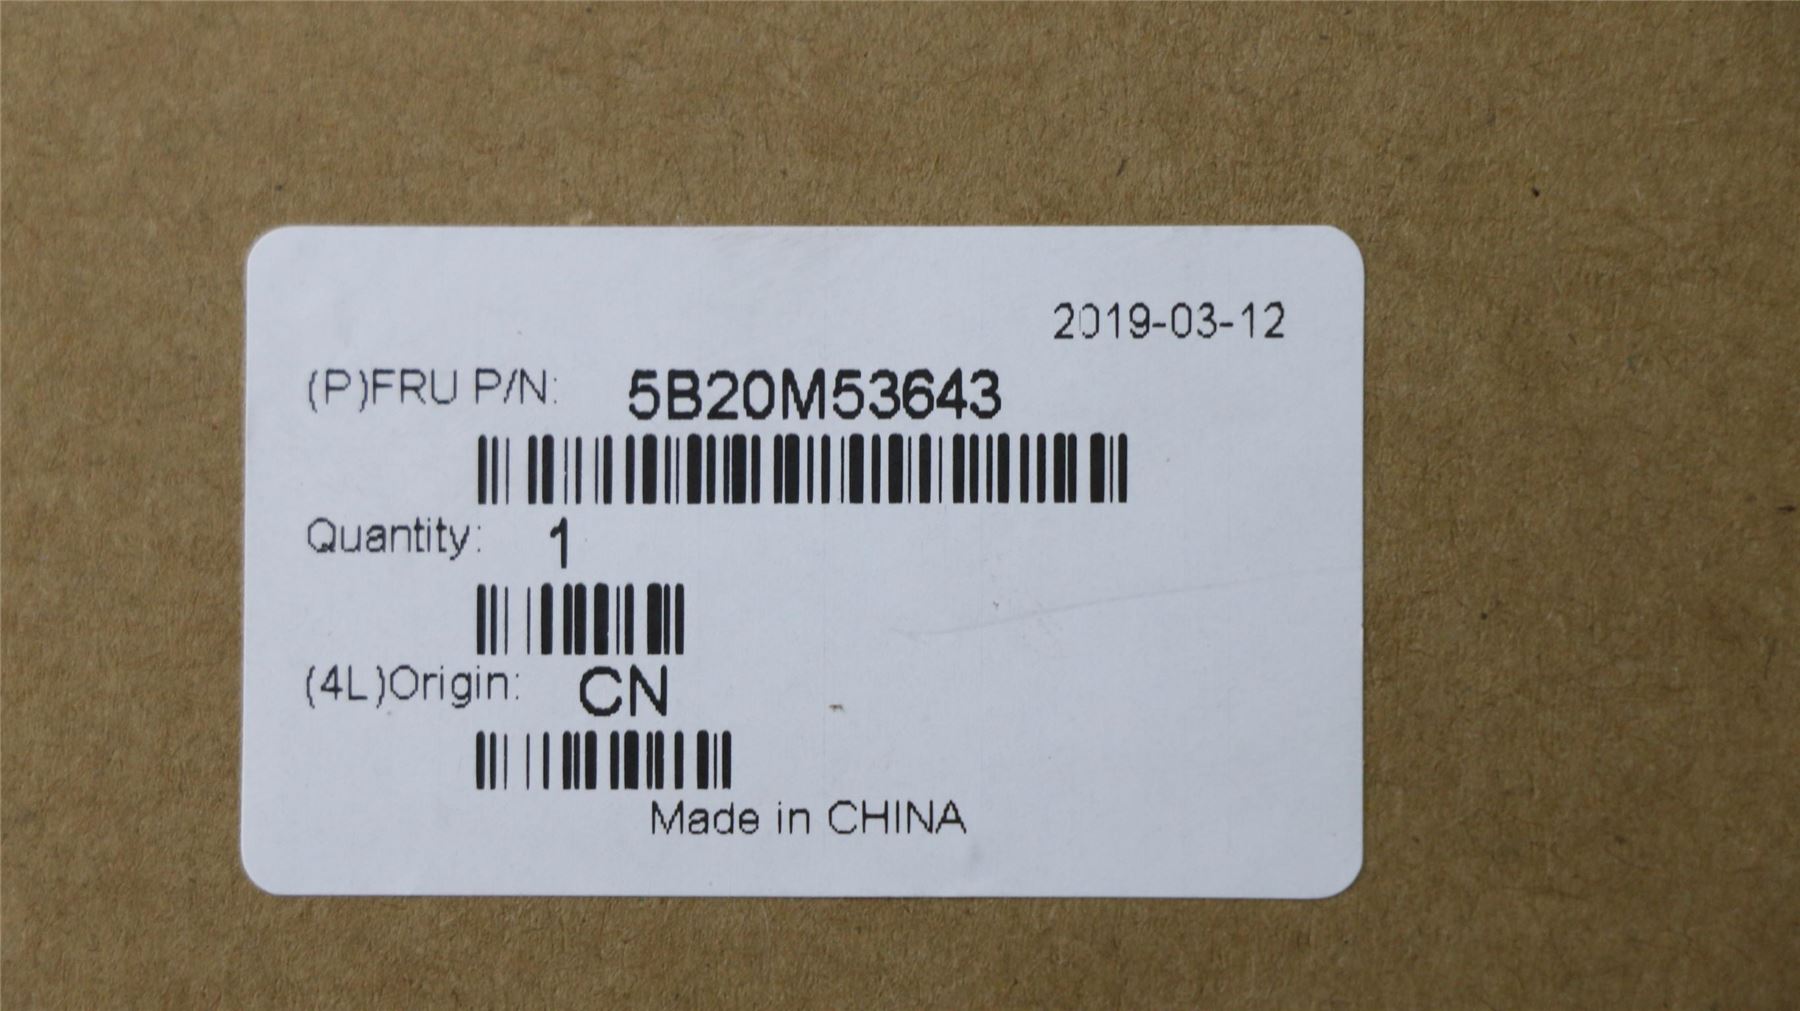 2019-03-12
(P)FRU P/N: 5B20M53643
Quantity: 1
(4L)Origin: CN
Made in CHINA